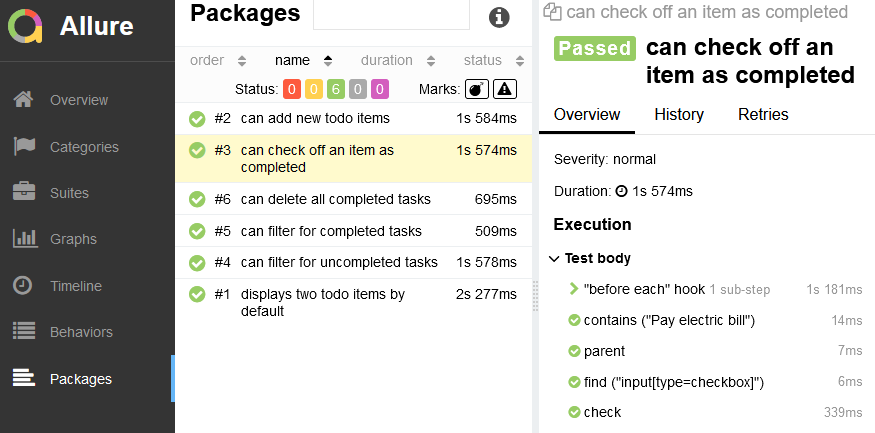 Allure
Overview
Categories
Suites
Graphs
Timeline
Behaviors
Packages
Packages
order name duration status
Status: 0 0 6 0 0 Marks:
#2 can add new todo items 1s 584ms
#3 can check off an item as 1s 574ms
completed
#6 can delete all completed tasks 695ms
#5 can filter for completed tasks 509ms
#4 can filter for uncompleted tasks 1s 578ms
#1 displays two todo items by 2s 277ms
default
can check off an item as completed
Passed can check off an
item as completed
Overview History Retries
Severity: normal
Duration: 1s 574ms
Execution
Test body
"before each" hook 1 sub-step 1s 181ms
contains ("Pay electric bill") 14ms
parent 7ms
find ("input[type=checkbox]") 6ms
check 339ms